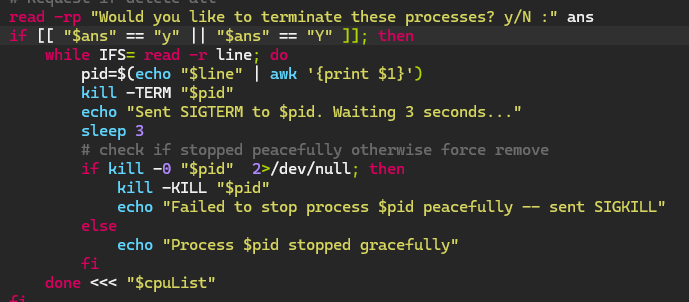 # Request if delete all
read -rp "Would you like to terminate these processes? y/N :" ans
if [[ "$ans" == "y" || "$ans" == "Y" ]]; then
    while IFS= read -r line; do
        pid=$(echo "$line" | awk '{print $1}')
        kill -TERM "$pid"
        echo "Sent SIGTERM to $pid. Waiting 3 seconds..."
        sleep 3
        # check if stopped peacefully otherwise force remove
        if kill -0 "$pid"  2>/dev/null; then
            kill -KILL "$pid"
            echo "Failed to stop process $pid peacefully -- sent SIGKILL"
        else
            echo "Process $pid stopped gracefully"
        fi
    done <<< "$cpuList"
fi